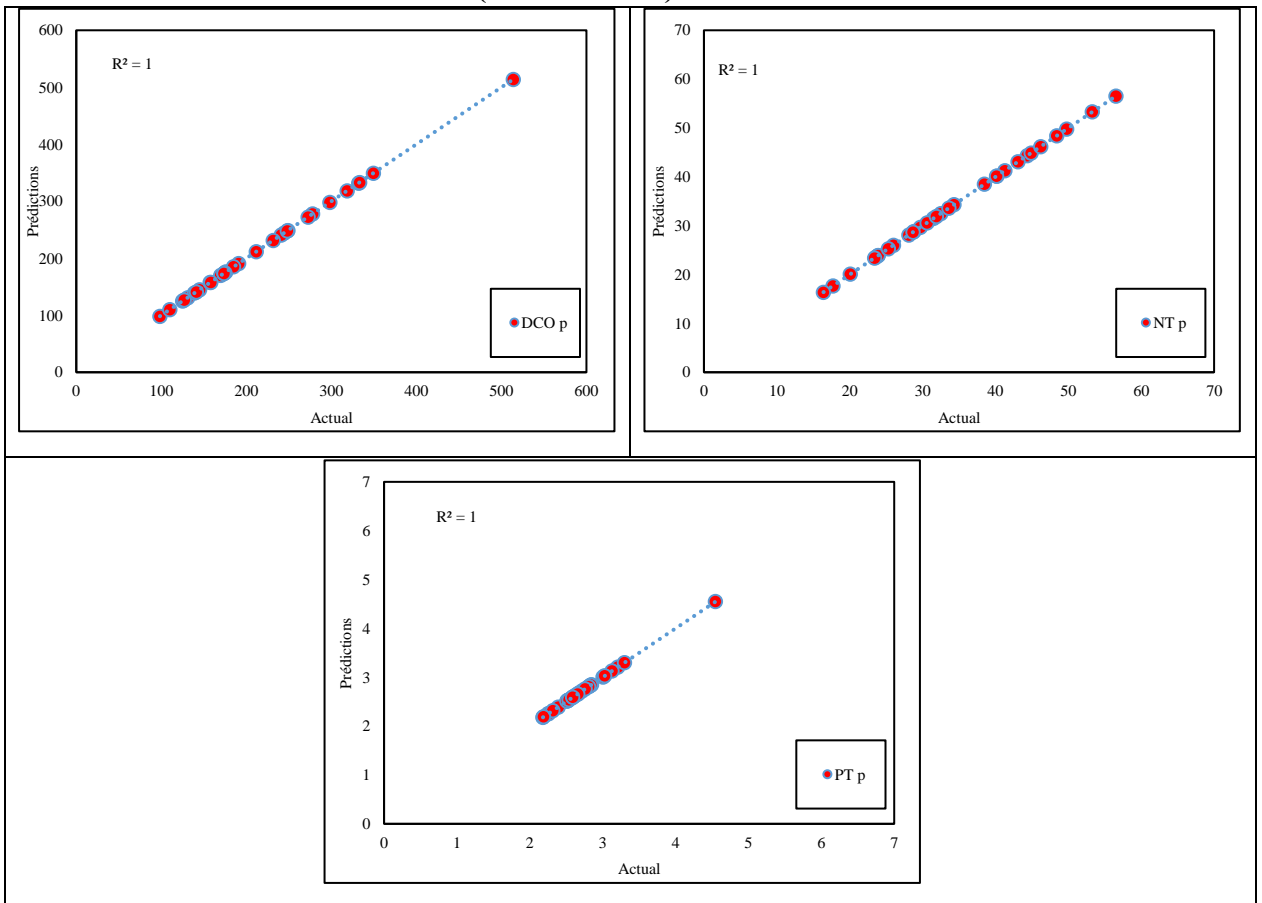 600
500
400
300
200
100
0
Prédictions
R² = 1
DCO p
0 100 200 300 400 500 600
Actual
70
60
50
40
30
20
10
0
Prédictions
R² = 1
NT p
0 10 20 30 40 50 60 70
Actual
7
6
5
4
3
2
1
0
Prédictions
R² = 1
PT p
0 1 2 3 4 5 6 7
Actual